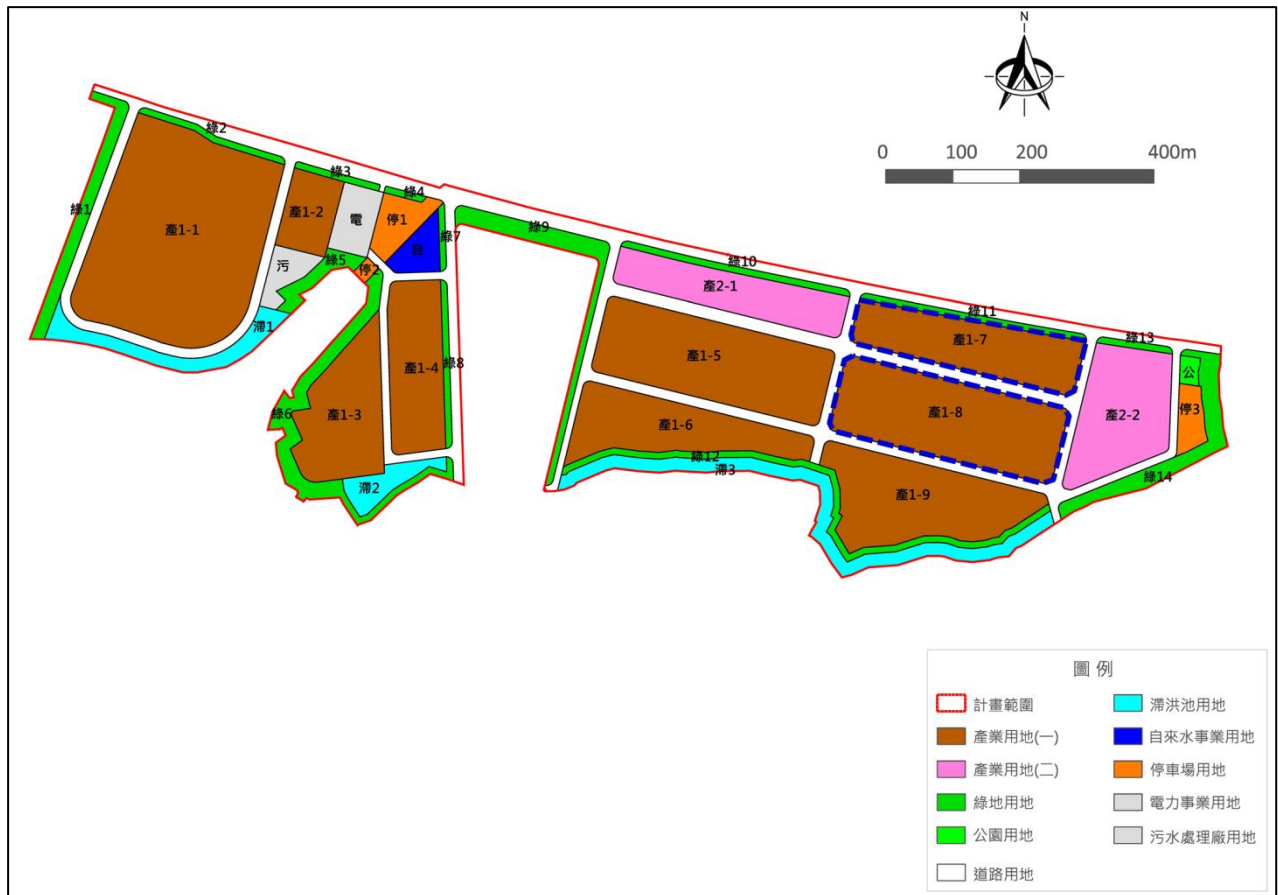 N
0 100 200 400m
綠2
綠3
綠4
綠1
產1-1
產1-2
電
停1
綠7
自
綠9
污
綠5
停2
滯1
綠10
產2-1
綠11
產1-7
綠13
產1-5
公
產1-4
綠8
產1-3
綠6
產1-8
產2-2
停3
產1-6
綠12
滯3
滯2
產1-9
綠14
圖 例
計畫範圍
滯洪池用地
產業用地(一)
自來水事業用地
產業用地(二)
停車場用地
綠地用地
電力事業用地
公園用地
污水處理廠用地
道路用地